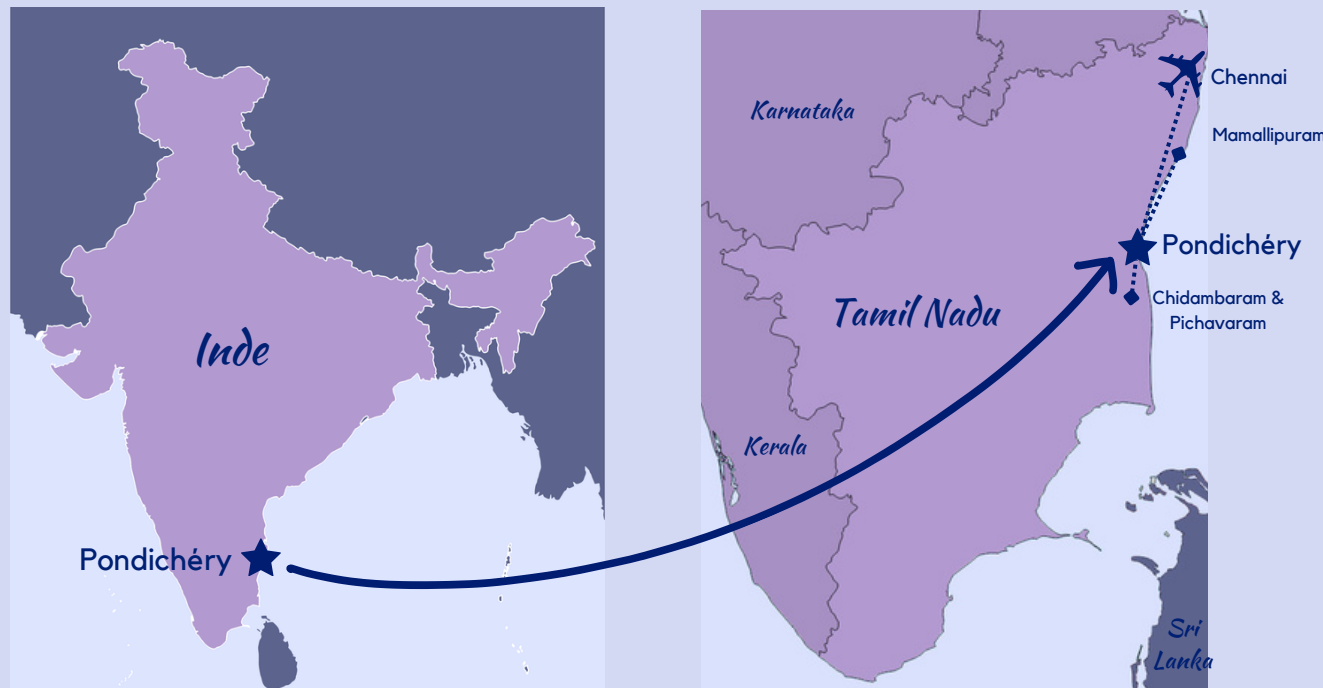 Inde
Pondichéry
Karnataka
Chennai
Mamallipuram
Pondichéry
Tamil Nadu
Chidambaram &
Pichavaram
Kerala
Sri
Lanka